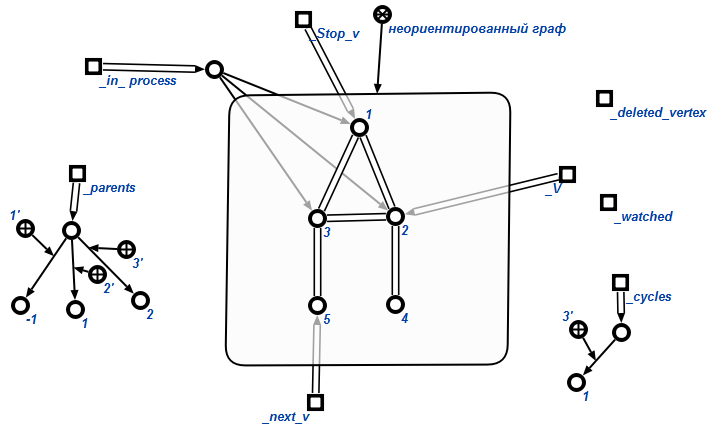 _Stop_v
неориентированный граф
_in_ process
_deleted_vertex
1
_parents
_V
_watched
1'
3
2
3'
2'
_cycles
-1
1
2
5
4
3'
1
_next_v